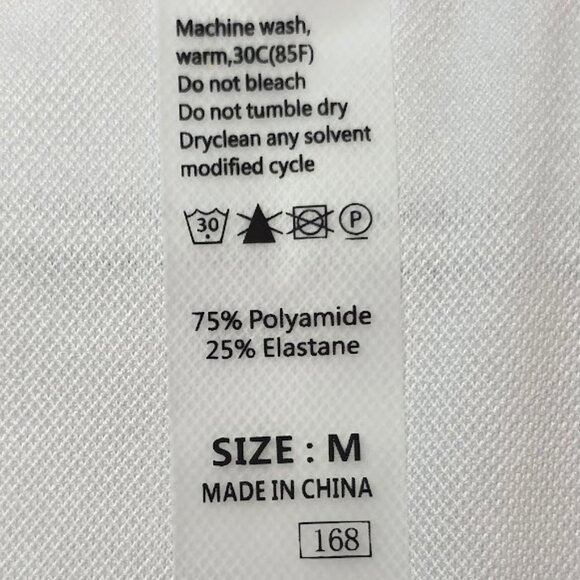 Machine wash,
warm,30C(85F)
Do not bleach
Do not tumble dry
Dryclean any solvent
modified cycle
30 P
75% Polyamide
25% Elastane
SIZE : M
MADE IN CHINA
168